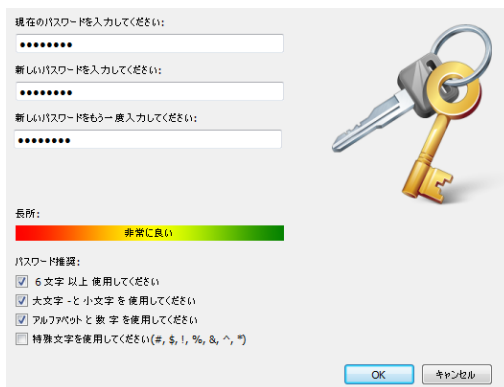 現在のパスワードを入力してください:
●●●●●●●●
新しいパスワードを入力してください:
●●●●●●●●
新しいパスワードをもう一度入力してください:
●●●●●●●●
長所:
非常に良い
パスワード推奨:
6文字 以上 使用してください
大文字 -と 小文字 を 使用してください
アルファベット と 数 字 を 使用してください
特殊文字を使用してください(#, $, !, %, &, ^, *)
OK
キャンセル